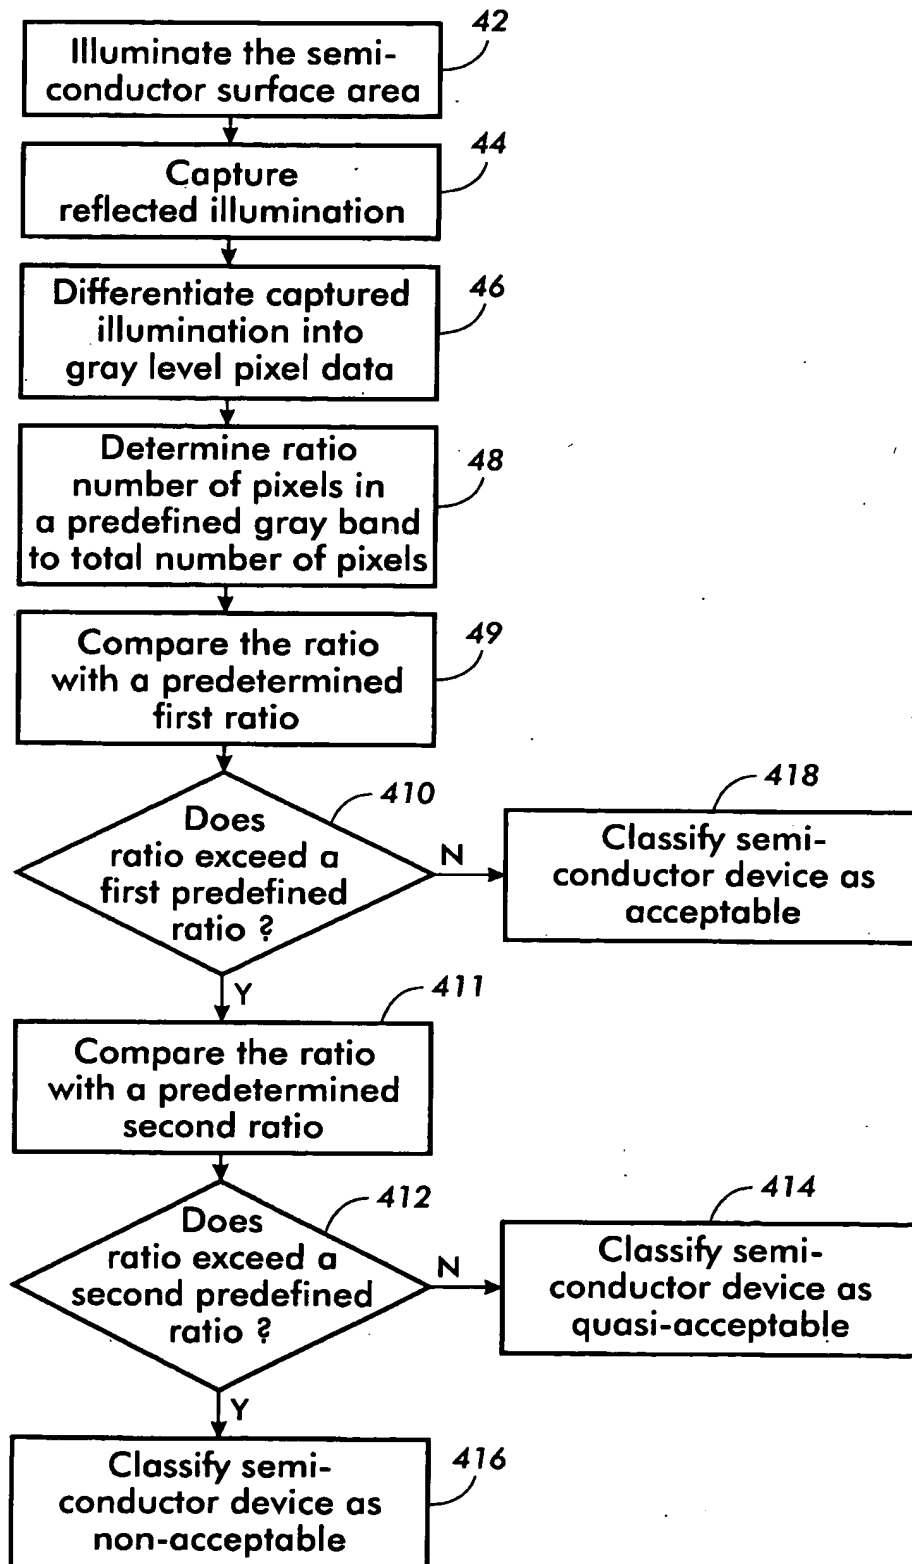 42
Illuminate the semi-
conductor surface area
44
Capture
reflected illumination
46
Differentiate captured
illumination into
gray level pixel data
48
Determine ratio
number of pixels in
a predefined gray band
to total number of pixels
49
Compare the ratio
with a predetermined
first ratio
410
Does
ratio exceed a
first predefined
ratio ?
N
418
Classify semi-
conductor device as
acceptable
Y
411
Compare the ratio
with a predetermined
second ratio
412
Does
ratio exceed a
second predefined
ratio ?
N
414
Classify semi-
conductor device as
quasi-acceptable
Y
416
Classify semi-
conductor device as
non-acceptable